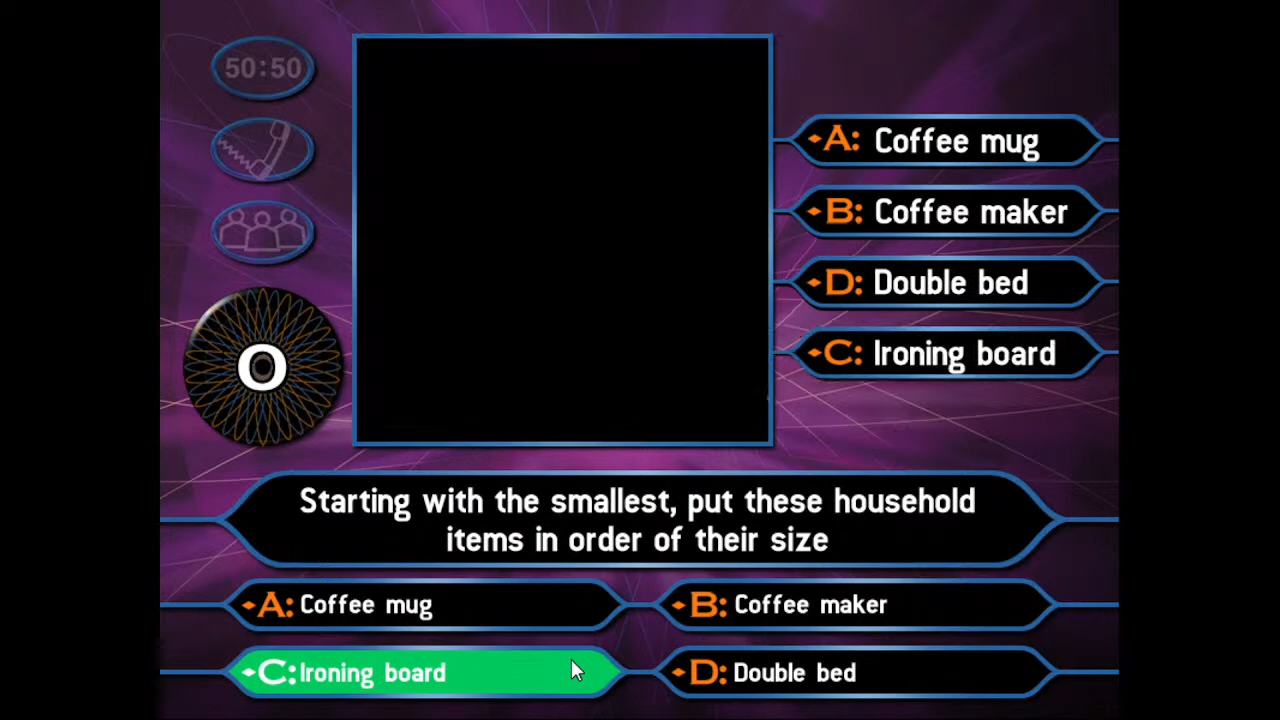 50:50
A: Coffee mug
B: Coffee maker
D: Double bed
C: Ironing board
0
Starting with the smallest, put these household
items in order of their size
A: Coffee mug
B: Coffee maker
C: Ironing board
D: Double bed